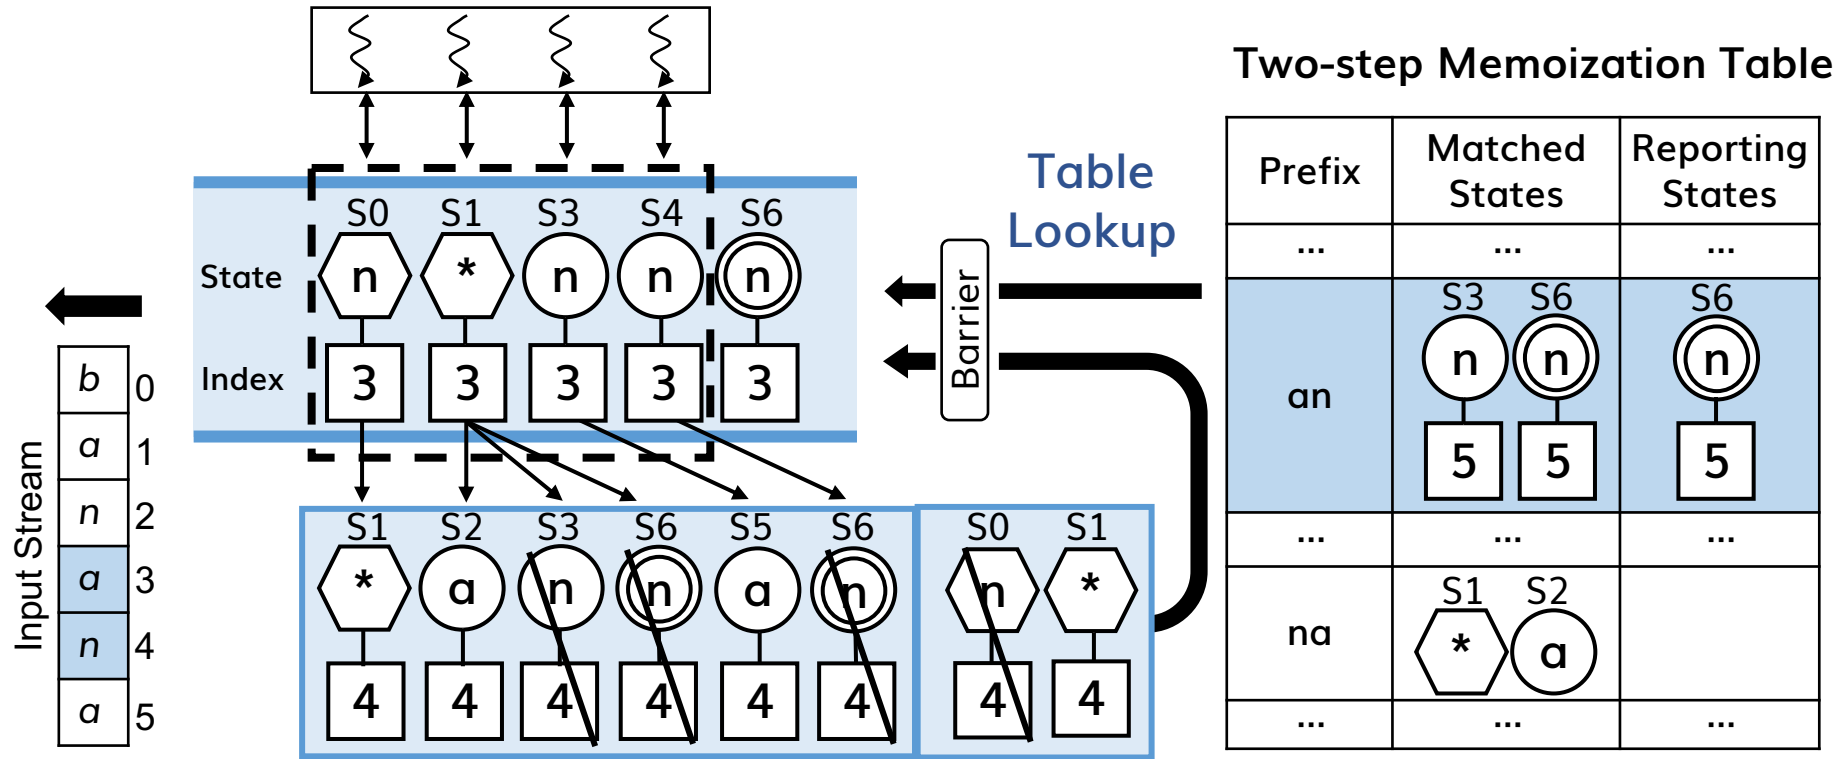 Two-step Memoization Table
Prefix
Matched States
Reporting States
... ... ...
S3 S6 S6
an
n n n
5 5 5
... ... ...
S1 S2
na
* a
... ... ...
Table
Lookup
Barrier
S0 S1 S3 S4 S6
State
n * n n n
Index
3 3 3 3 3
S1 S2 S3 S6 S5 S6 S0 S1
* a n n a n n *
4 4 4 4 4 4 4 4
Input Stream
b 0
a 1
n 2
a 3
n 4
a 5